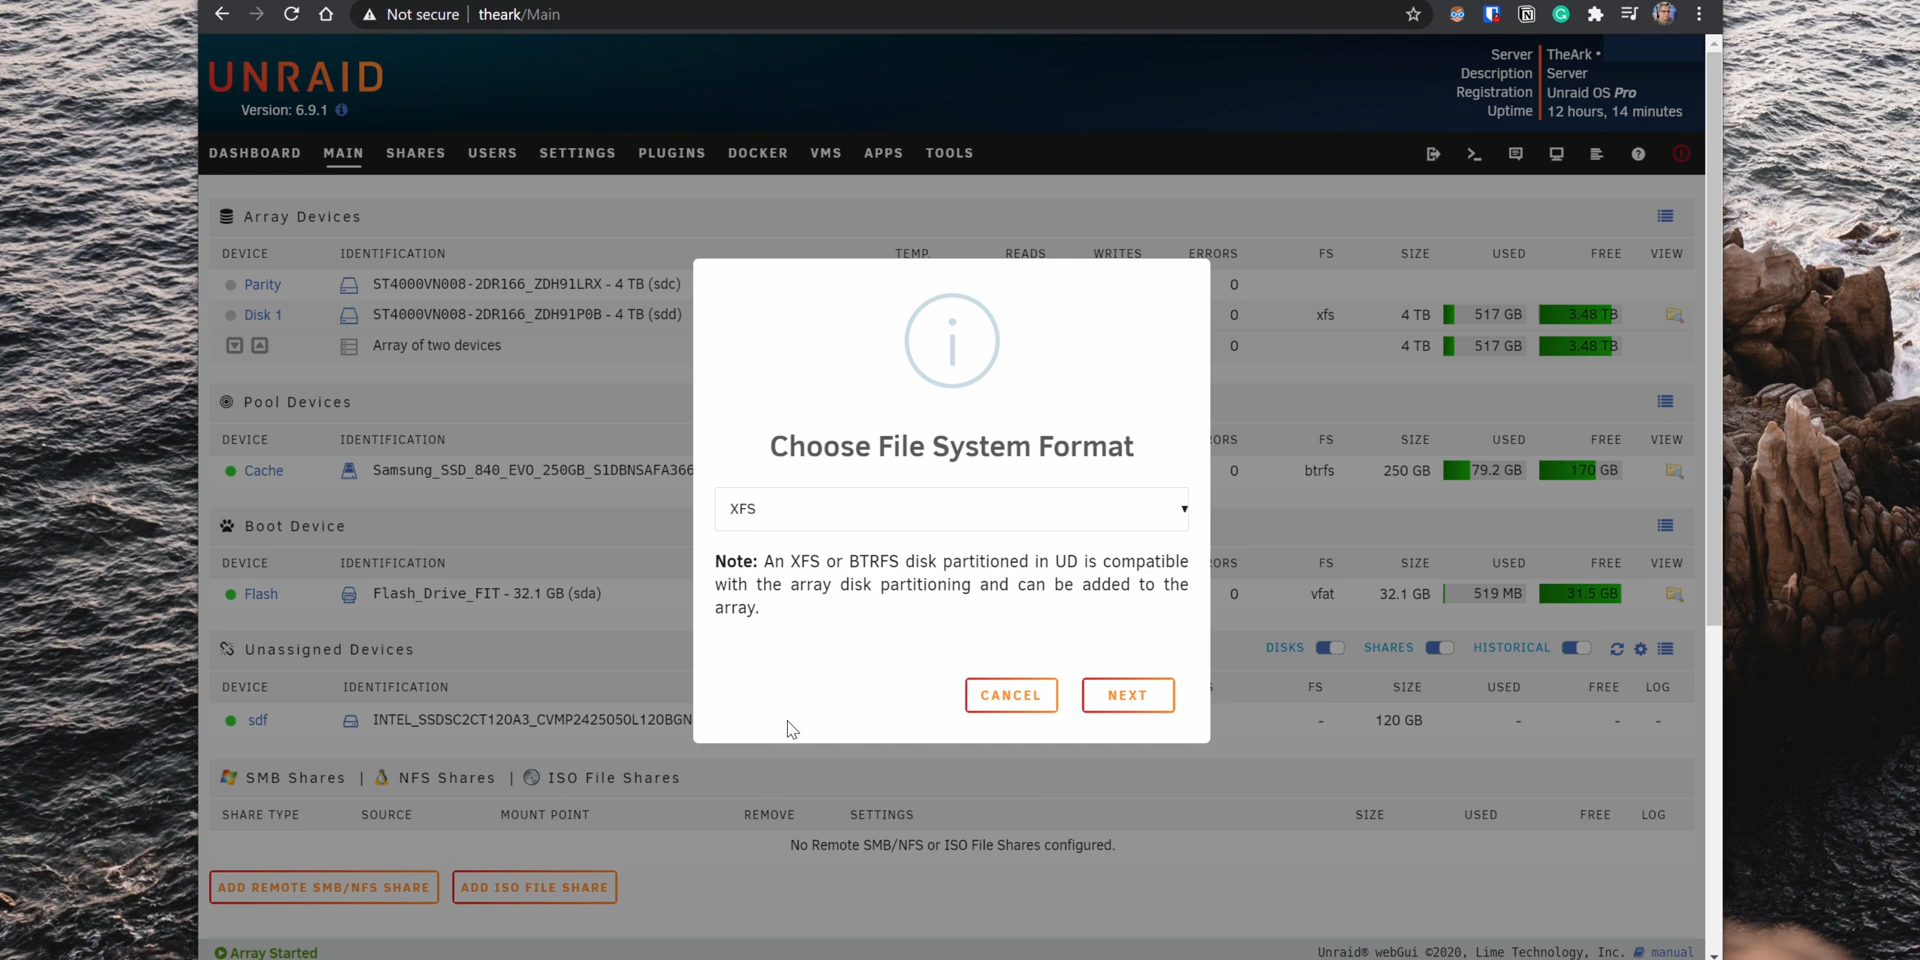 Not secure theark/Main
UNRAID
Version: 6.9.1
Server TheArk •
Description Server
Registration Unraid OS Pro
Uptime 12 hours, 14 minutes
DASHBOARD MAIN SHARES USERS SETTINGS PLUGINS DOCKER VMS APPS TOOLS
Array Devices
DEVICE IDENTIFICATION TEMP. READS WRITES ERRORS FS SIZE USED FREE VIEW
Parity ST4000VN008-2DR166_ZDH91LRX - 4 TB (sdc) 0
Disk 1 ST4000VN008-2DR166_ZDH91P0B - 4 TB (sdd) 0 xfs 4 TB 517 GB 3.48 TB
Array of two devices 0 4 TB 517 GB 3.48 TB
Pool Devices
DEVICE IDENTIFICATION ORS FS SIZE USED FREE VIEW
Cache Samsung_SSD_840_EVO_250GB_S1DBNSAFA366 0 btrfs 250 GB 79.2 GB 170 GB
Boot Device
DEVICE IDENTIFICATION ORS FS SIZE USED FREE VIEW
Flash Flash_Drive_FIT - 32.1 GB (sda) 0 vfat 32.1 GB 519 MB 31.5 GB
Unassigned Devices DISKS SHARES HISTORICAL
DEVICE IDENTIFICATION S FS SIZE USED FREE LOG
sdf INTEL_SSDSC2CT120A3_CVMP2425050L120BGN - 120 GB - - -
Choose File System Format
XFS
Note: An XFS or BTRFS disk partitioned in UD is compatible
with the array disk partitioning and can be added to the
array.
CANCEL NEXT
SMB Shares | NFS Shares | ISO File Shares
SHARE TYPE SOURCE MOUNT POINT REMOVE SETTINGS SIZE USED FREE LOG
No Remote SMB/NFS or ISO File Shares configured.
ADD REMOTE SMB/NFS SHARE ADD ISO FILE SHARE
Array Started Unraid® webGui ©2020, Lime Technology, Inc. manual